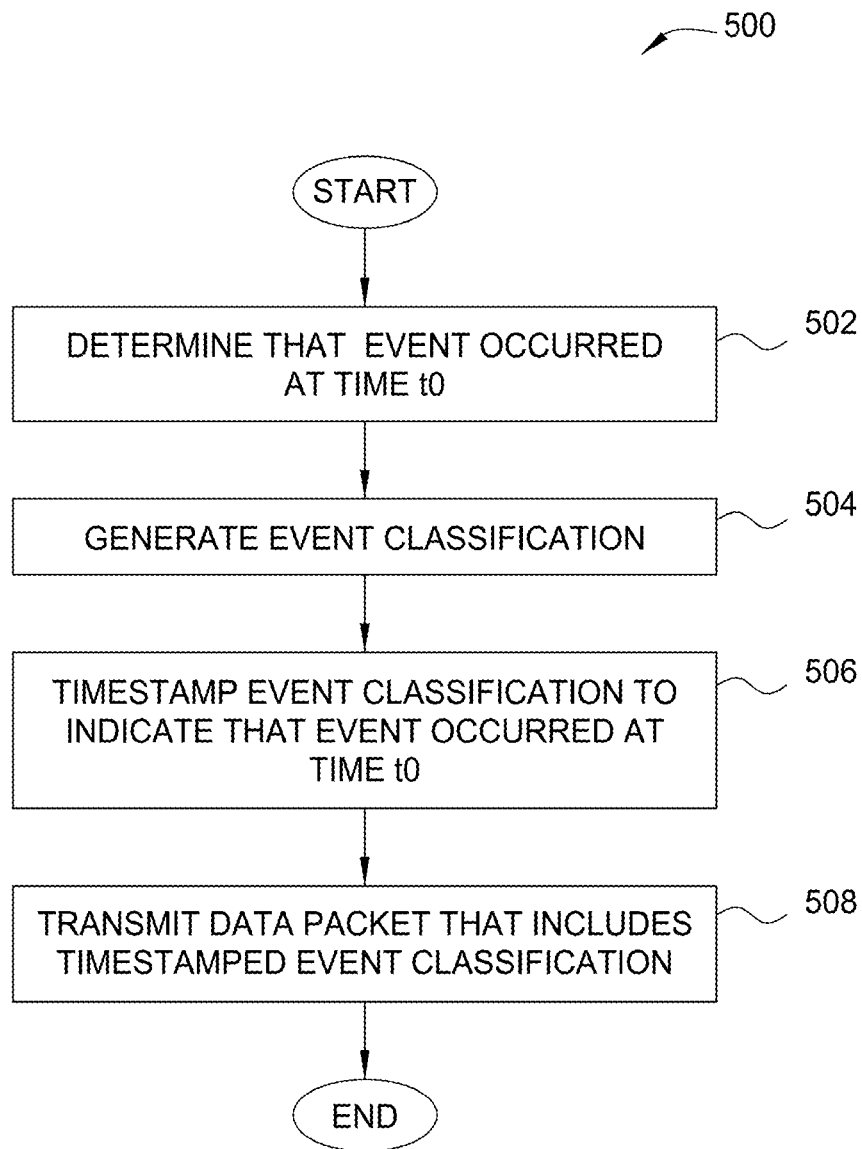 500
START
DETERMINE THAT EVENT OCCURRED
AT TIME t0
502
GENERATE EVENT CLASSIFICATION
504
TIMESTAMP EVENT CLASSIFICATION TO
INDICATE THAT EVENT OCCURRED AT
TIME t0
506
TRANSMIT DATA PACKET THAT INCLUDES
TIMESTAMPED EVENT CLASSIFICATION
508
END